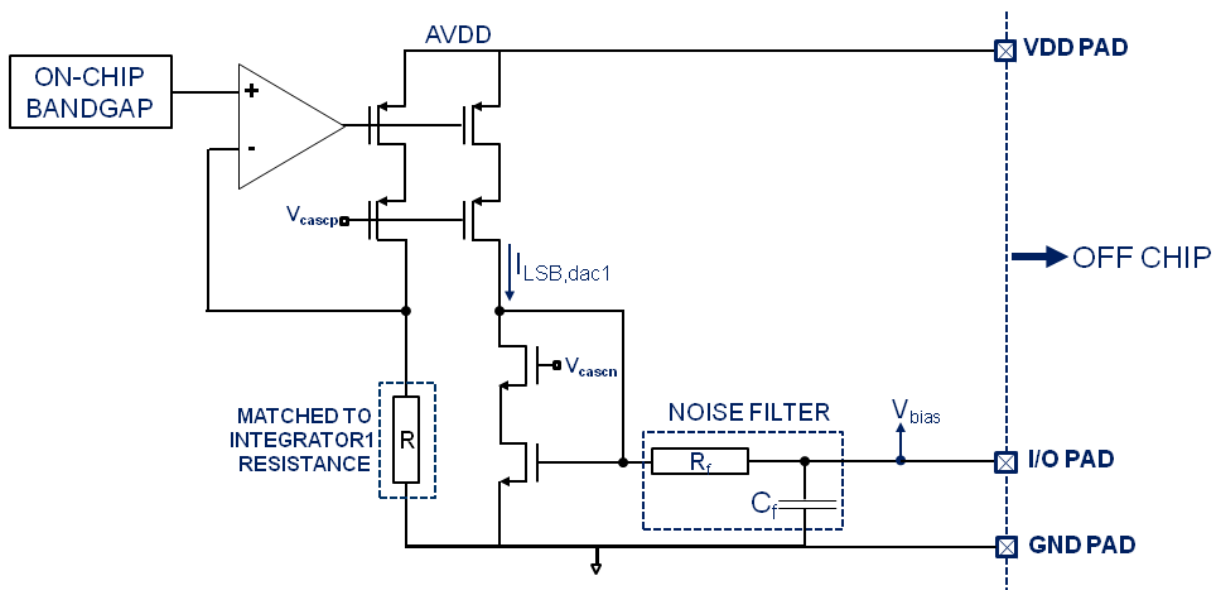 AVDD
VDD PAD
ON-CHIP
BANDGAP
+
-
Vcascp
ILSB,dac1
OFF CHIP
Vcascn
MATCHED TO
INTEGRATOR1
RESISTANCE
R
NOISE FILTER
Rf
Cf
Vbias
I/O PAD
GND PAD